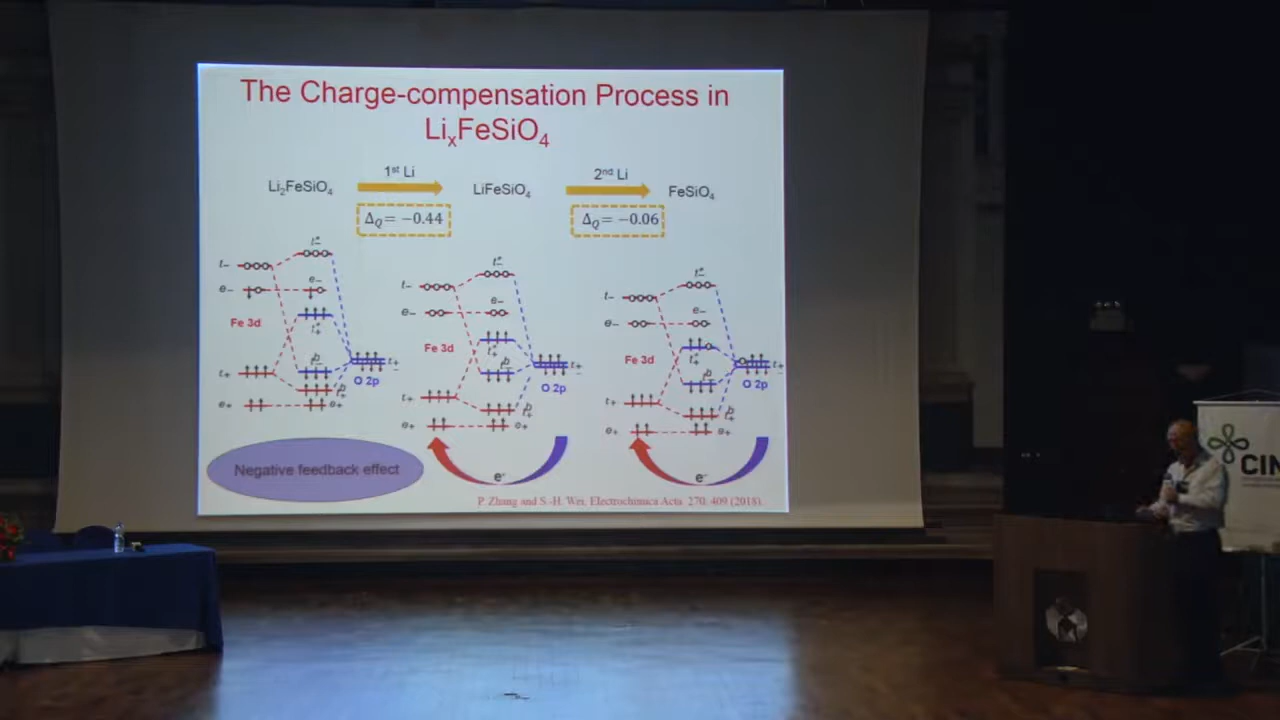 The Charge-compensation Process in
LiₓFeSiO₄
1st Li
2nd Li
Li₂FeSiO₄
LiFeSiO₄
FeSiO₄
Δ_Q = −0.44
Δ_Q = −0.06
t−
e−
Fe 3d
t+
e+
O 2p
t−
e−
Fe 3d
t+
e+
O 2p
t−
e−
Fe 3d
t+
e+
O 2p
Negative feedback effect
e-
e-
P. Zhang and S.-H. Wei, Electrochimica Acta. 270, 409 (2018).
CIN